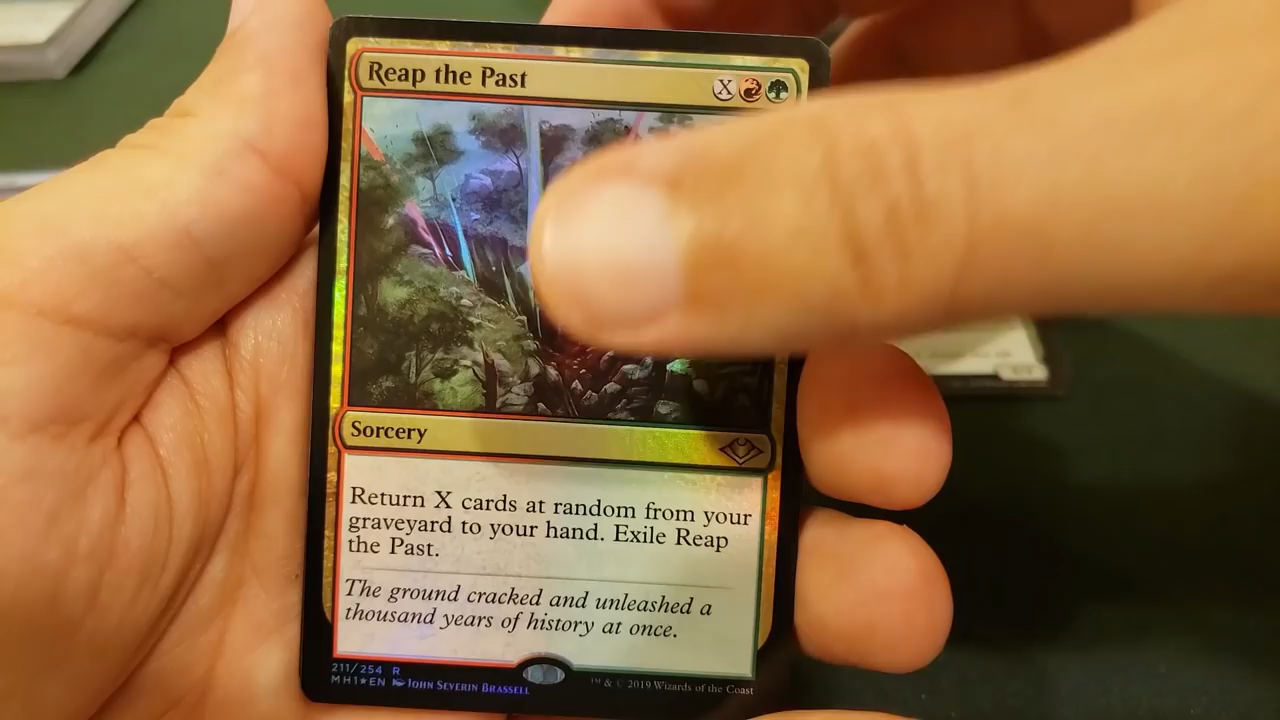 Reap the Past X
Sorcery
Return X cards at random from your
graveyard to your hand. Exile Reap
the Past.
The ground cracked and unleashed a
thousand years of history at once.
211/254 R
MH1★EN John Severin Brassell
™ & © 2019 Wizards of the Coast